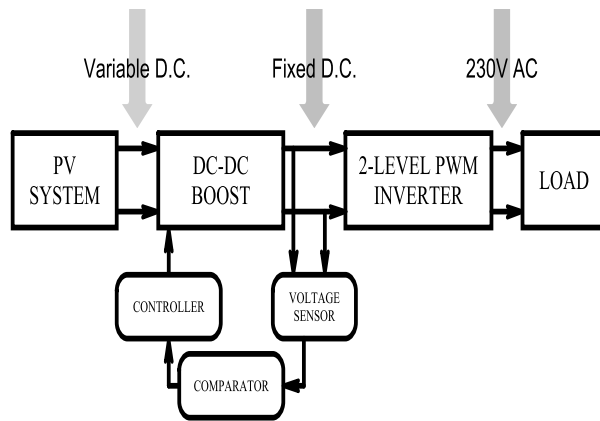 Variable D.C.
Fixed D.C.
230V AC
PV
SYSTEM
DC-DC
BOOST
2-LEVEL PWM
INVERTER
LOAD
CONTROLLER
VOLTAGE
SENSOR
COMPARATOR